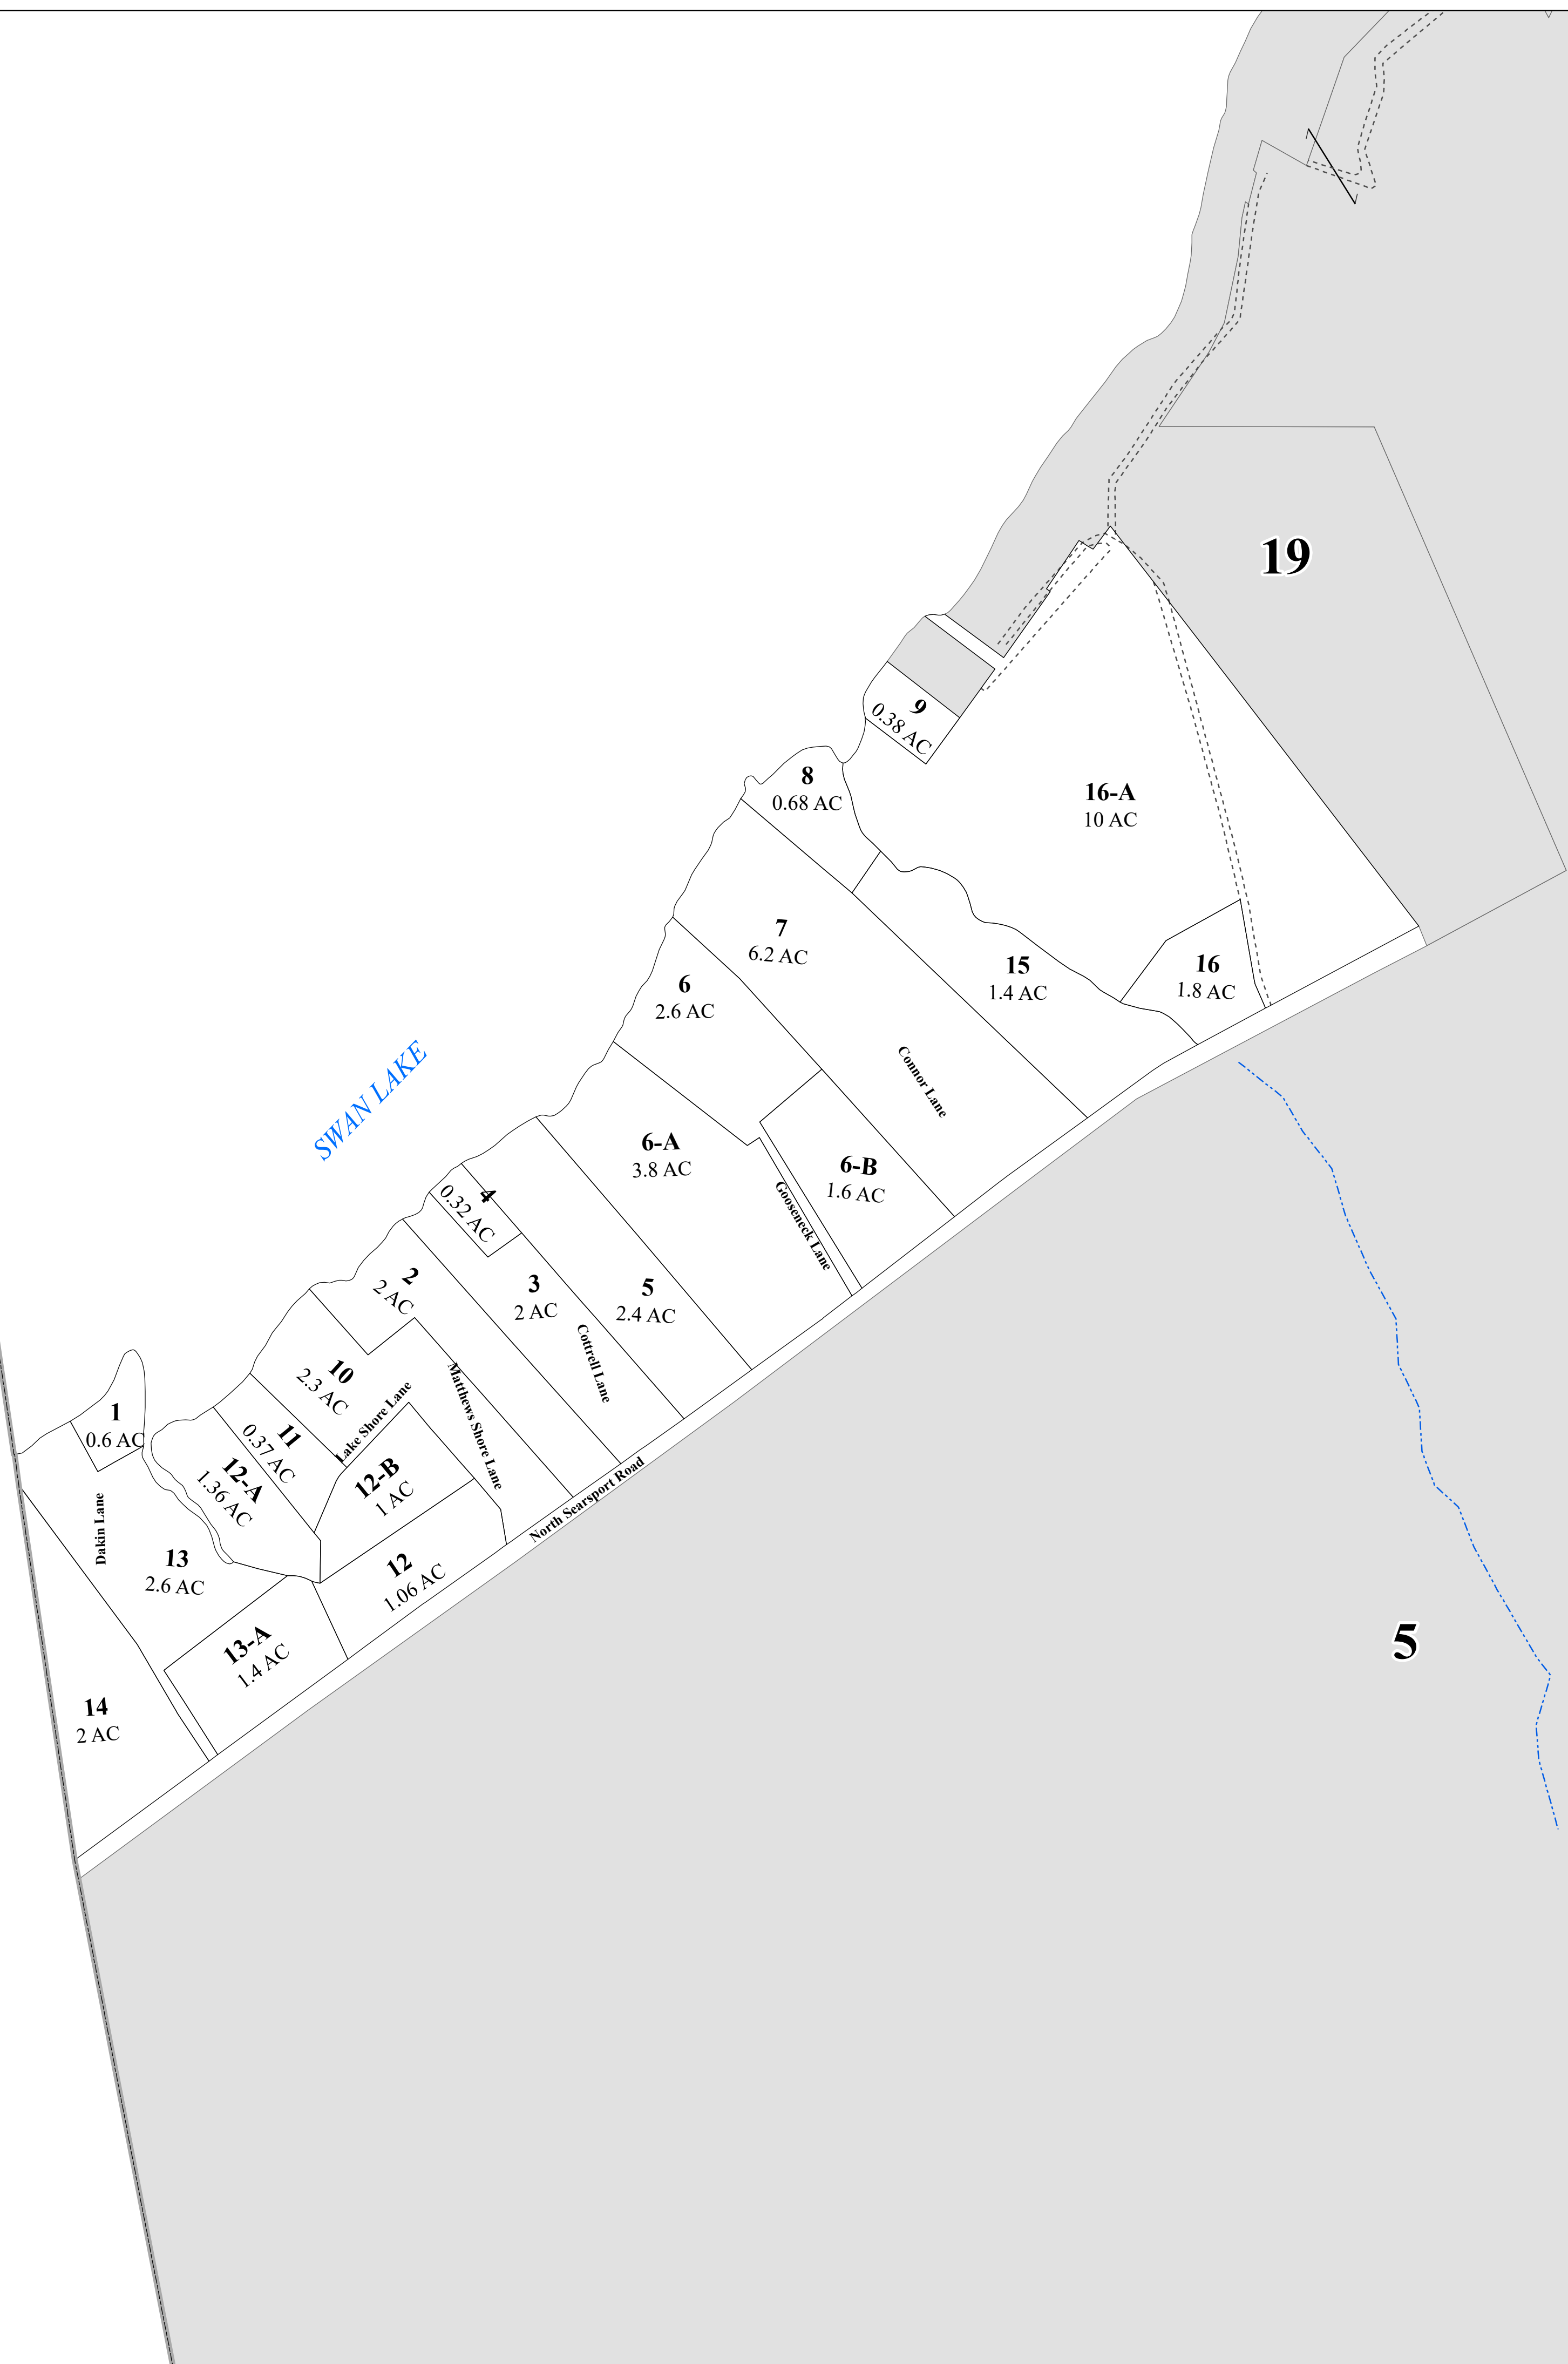 19
9
0.38 AC
8
0.68 AC
16-A
10 AC
7
6.2 AC
15
1.4 AC
16
1.8 AC
6
2.6 AC
SWAN LAKE
Connor Lane
6-A
3.8 AC
6-B
1.6 AC
Gooseneck Lane
4
0.32 AC
2
2 AC
3
2 AC
5
2.4 AC
Cottrell Lane
10
2.3 AC
Lake Shore Lane
Matthews Shore Lane
1
0.6 AC
11
0.37 AC
12-A
1.36 AC
12-B
1 AC
North Searsport Road
Dakin Lane
13
2.6 AC
12
1.06 AC
13-A
1.4 AC
5
14
2 AC